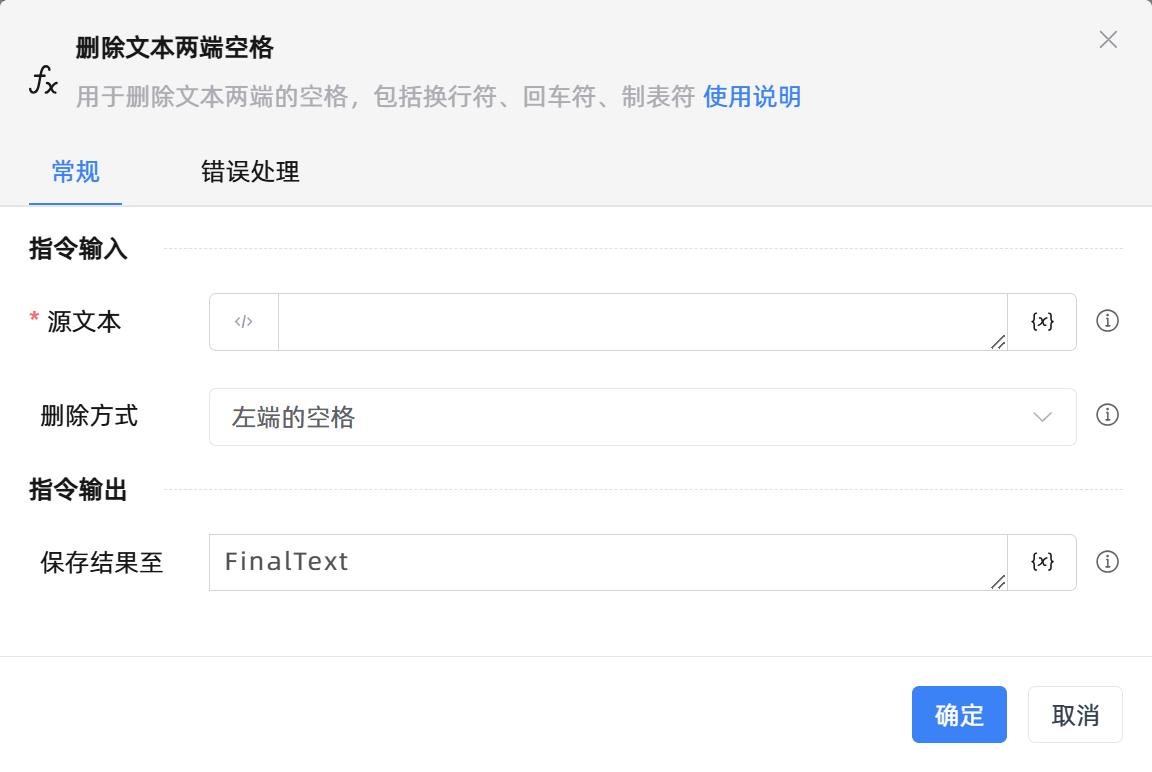 删除文本两端空格
fx
用于删除文本两端的空格，包括换行符、回车符、制表符 使用说明
常规 错误处理
指令输入
* 源文本 </> {x}
删除方式 左端的空格
指令输出
保存结果至 FinalText {x}
确定 取消